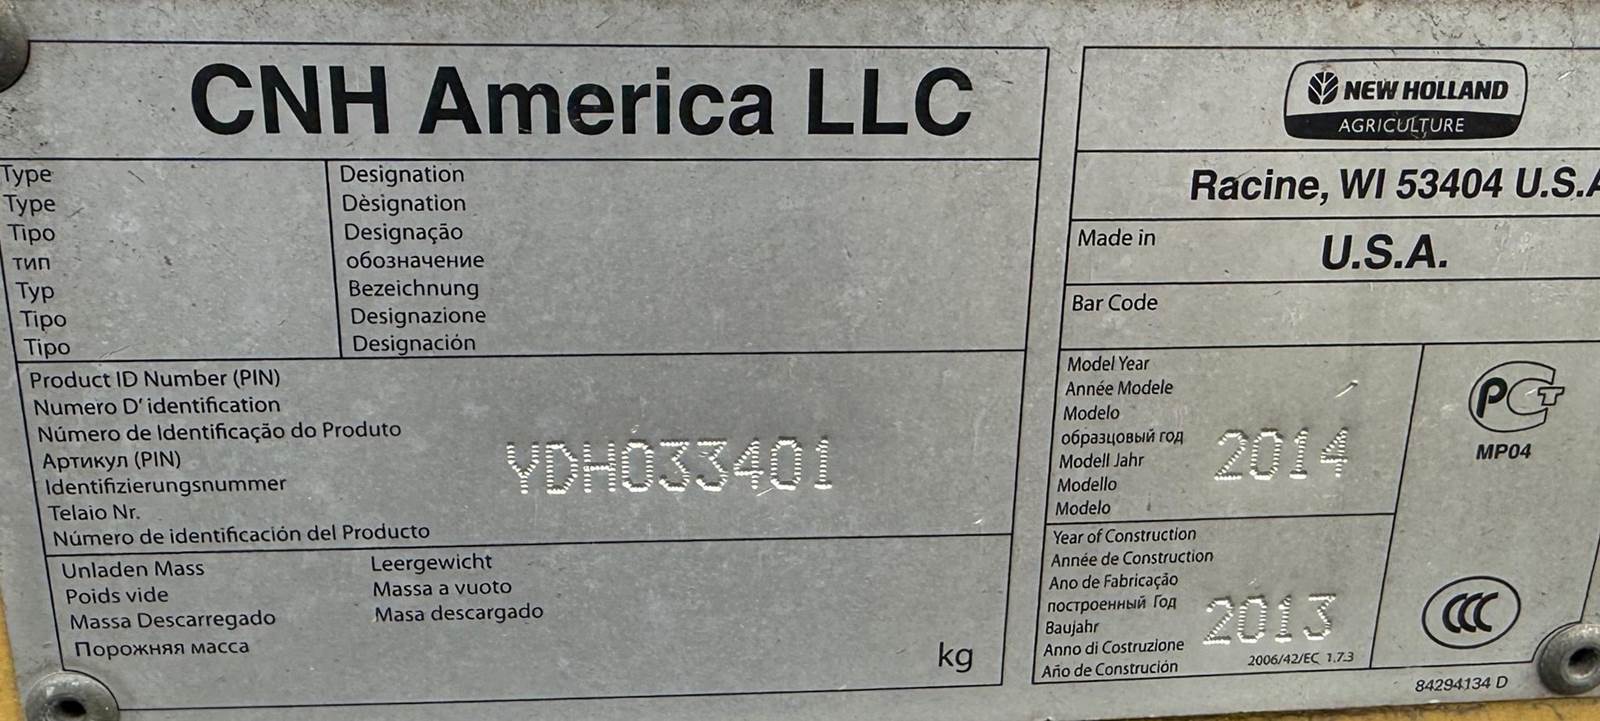 CNH America LLC
Type
Type
Tipo
тип
Typ
Tipo
Tipo
Designation
Dèsignation
Designação
обозначение
Bezeichnung
Designazione
Designación
Product ID Number (PIN)
Numero D' identification
Número de Identificação do Produto
Артикул (PIN)
Identifizierungsnummer
Telaio Nr.
Número de identificación del Producto
YDH033401
Unladen Mass
Poids vide
Massa Descarregado
Порожняя масса
Leergewicht
Massa a vuoto
Masa descargado
kg
NEW HOLLAND
AGRICULTURE
Racine, WI 53404 U.S.A
Made in
U.S.A.
Bar Code
Model Year
Année Modele
Modelo
образцовый год
Modell Jahr
Modello
Modelo
2014
Year of Construction
Année de Construction
Ano de Fabricação
построенный Год
Baujahr
Anno di Costruzione
Año de Construción
2013
2006/42/EC 1.7.3
РСТ
MP04
CCC
84294134 D